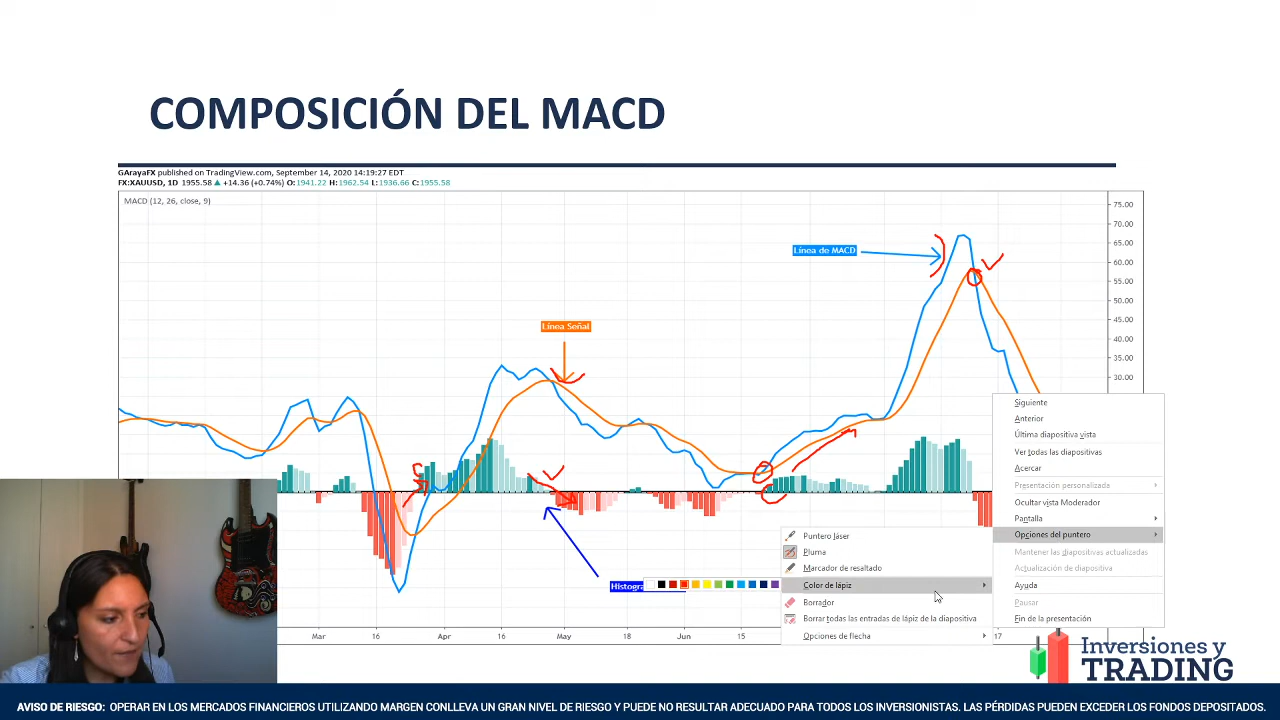 COMPOSICIÓN DEL MACD
GArayaFX published on TradingView.com, September 14, 2020 14:19:27 EDT
FX:XAUUSD, 1D 1955.58 ▲ +14.36 (+0.74%) O:1941.22 H:1962.54 L:1936.66 C:1955.58
MACD (12, 26, close, 9)
75.00
70.00
65.00
60.00
55.00
50.00
45.00
40.00
35.00
30.00
Línea de MACD
Línea Señal
Siguiente
Anterior
Última diapositiva vista
Ver todas las diapositivas
Acercar
Presentación personalizada
Ocultar vista Moderador
Pantalla
Opciones del puntero
Mantener las diapositivas actualizadas
Actualización de diapositiva
Ayuda
Pausar
Fin de la presentación
Puntero láser
Pluma
Marcador de resaltado
Color de lápiz
Borrador
Borrar todas las entradas de lápiz de la diapositiva
Opciones de flecha
Mar 16 Apr 16 May 18 Jun 15 17
Inversiones y
TRADING
AVISO DE RIESGO: OPERAR EN LOS MERCADOS FINANCIEROS UTILIZANDO MARGEN CONLLEVA UN GRAN NIVEL DE RIESGO Y PUEDE NO RESULTAR ADECUADO PARA TODOS LOS INVERSIONISTAS. LAS PÉRDIDAS PUEDEN EXCEDER LOS FONDOS DEPOSITADOS.